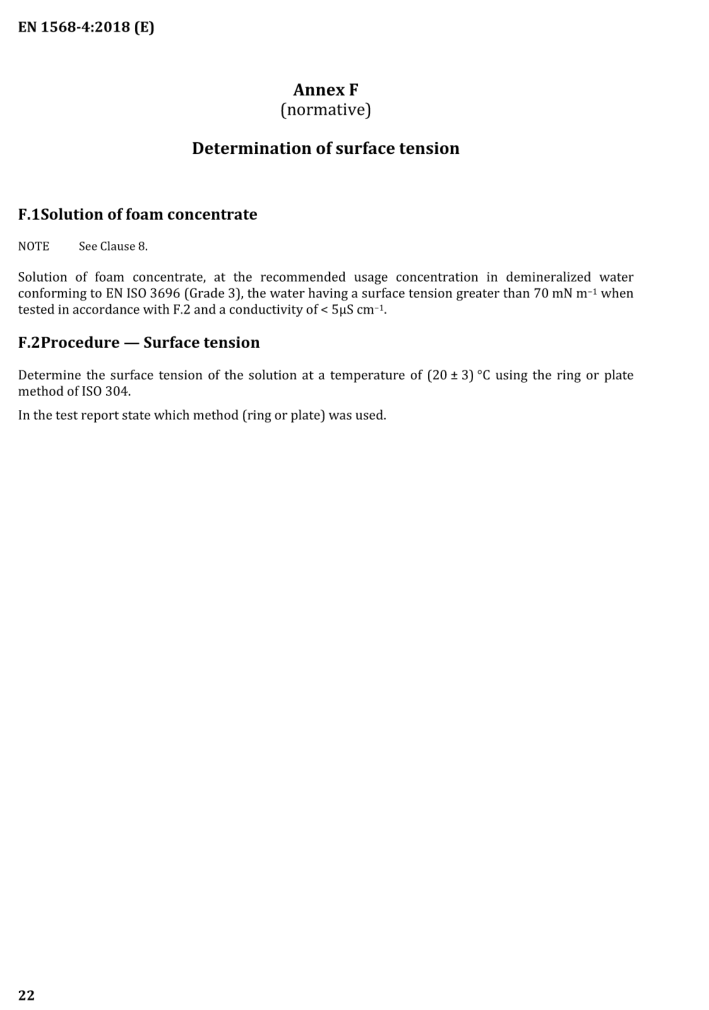 EN 1568-4:2018 (E)
Annex F
(normative)
Determination of surface tension
F.1Solution of foam concentrate
NOTE See Clause 8.
Solution of foam concentrate, at the recommended usage concentration in demineralized water
conforming to EN ISO 3696 (Grade 3), the water having a surface tension greater than 70 mN m⁻¹ when
tested in accordance with F.2 and a conductivity of < 5μS cm⁻¹.
F.2Procedure — Surface tension
Determine the surface tension of the solution at a temperature of (20 ± 3) °C using the ring or plate
method of ISO 304.
In the test report state which method (ring or plate) was used.
22